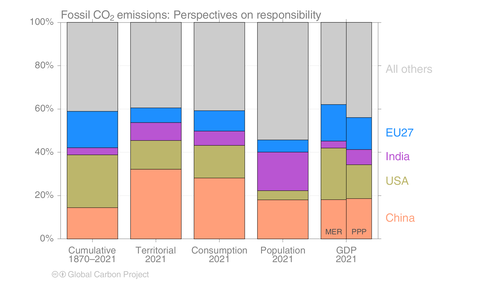 Fossil CO₂ emissions: Perspectives on responsibility
100%
80%
60%
40%
20%
0%
All others
EU27
India
USA
China
MER PPP
Cumulative Territorial Consumption Population GDP
1870–2021 2021 2021 2021 2021
Global Carbon Project